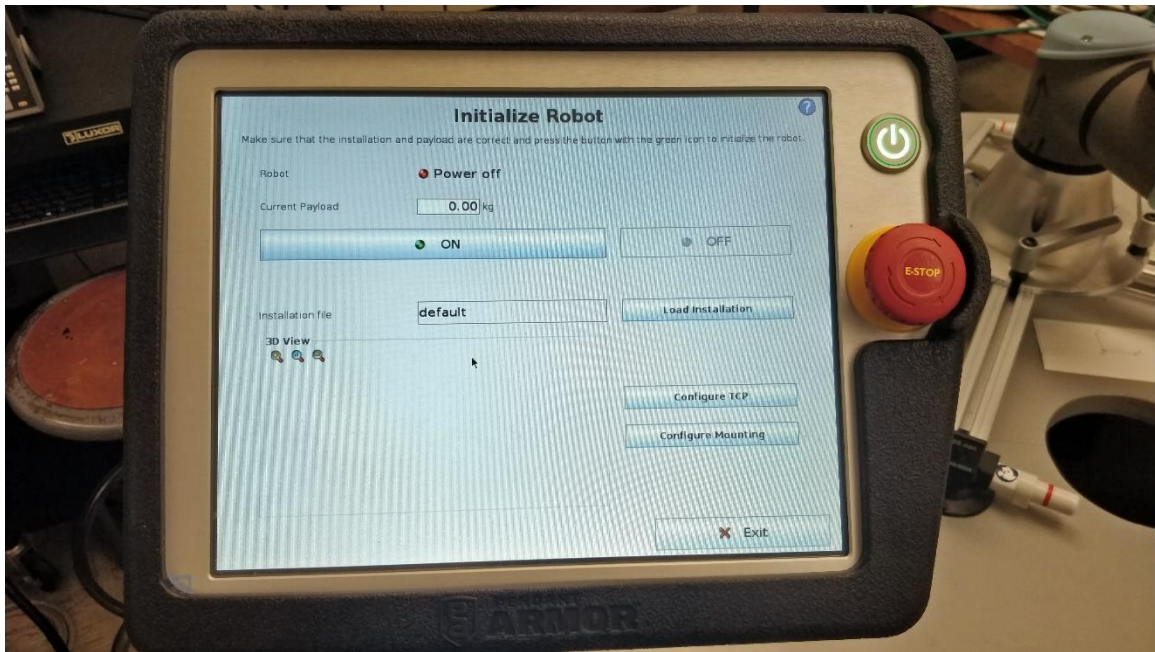 LUXOR
Initialize Robot
?
Make sure that the installation and payload are correct and press the button with the green icon to initialize the robot.
Robot Power off
Current Payload 0.00 kg
ON OFF
E-STOP
Installation file default Load Installation
3D View
Configure TCP
Configure Mounting
Exit
ARMOR